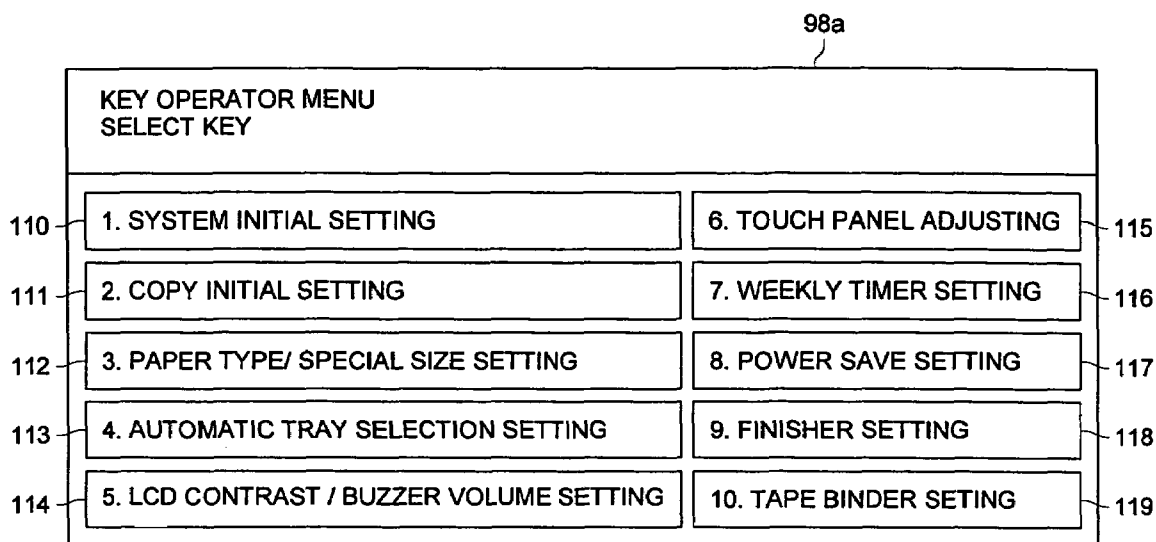 98a
KEY OPERATOR MENU
SELECT KEY
110
1. SYSTEM INITIAL SETTING
6. TOUCH PANEL ADJUSTING
115
111
2. COPY INITIAL SETTING
7. WEEKLY TIMER SETTING
116
112
3. PAPER TYPE/ SPECIAL SIZE SETTING
8. POWER SAVE SETTING
117
113
4. AUTOMATIC TRAY SELECTION SETTING
9. FINISHER SETTING
118
114
5. LCD CONTRAST / BUZZER VOLUME SETTING
10. TAPE BINDER SETING
119